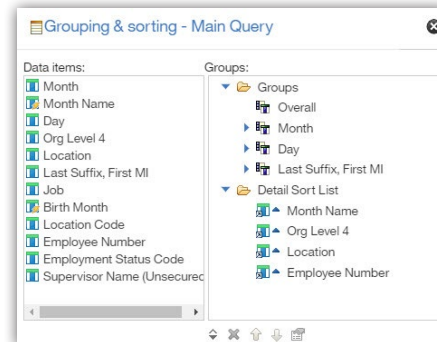 Grouping & sorting - Main Query
Data items:
Month
Month Name
Day
Org Level 4
Location
Last Suffix, First MI
Job
Birth Month
Location Code
Employee Number
Employment Status Code
Supervisor Name (Unsecured
Groups:
Groups
Overall
Month
Day
Last Suffix, First MI
Detail Sort List
Month Name
Org Level 4
Location
Employee Number